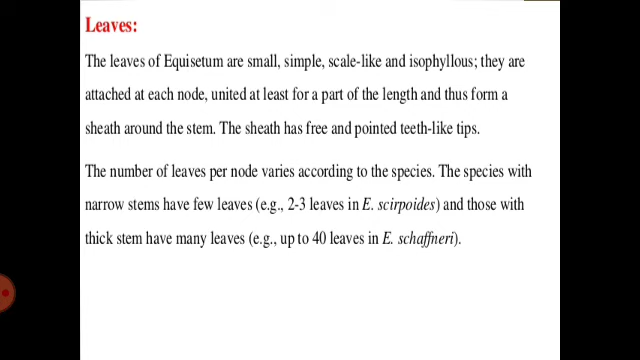 Leaves:
The leaves of Equisetum are small, simple, scale-like and isophyllous; they are
attached at each node, united at least for a part of the length and thus form a
sheath around the stem. The sheath has free and pointed teeth-like tips.
The number of leaves per node varies according to the species. The species with
narrow stems have few leaves (e.g., 2-3 leaves in E. scirpoides) and those with
thick stem have many leaves (e.g., up to 40 leaves in E. schaffneri).